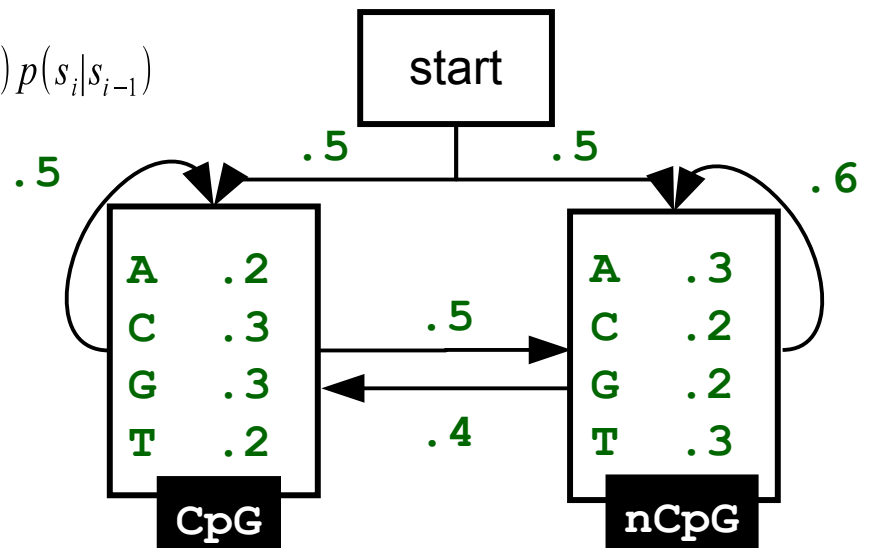 ) p(s_i|s_{i−1})
start
.5 .5 .5 .6
A .2
C .3
G .3
T .2
.5
.4
A .3
C .2
G .2
T .3
CpG
nCpG